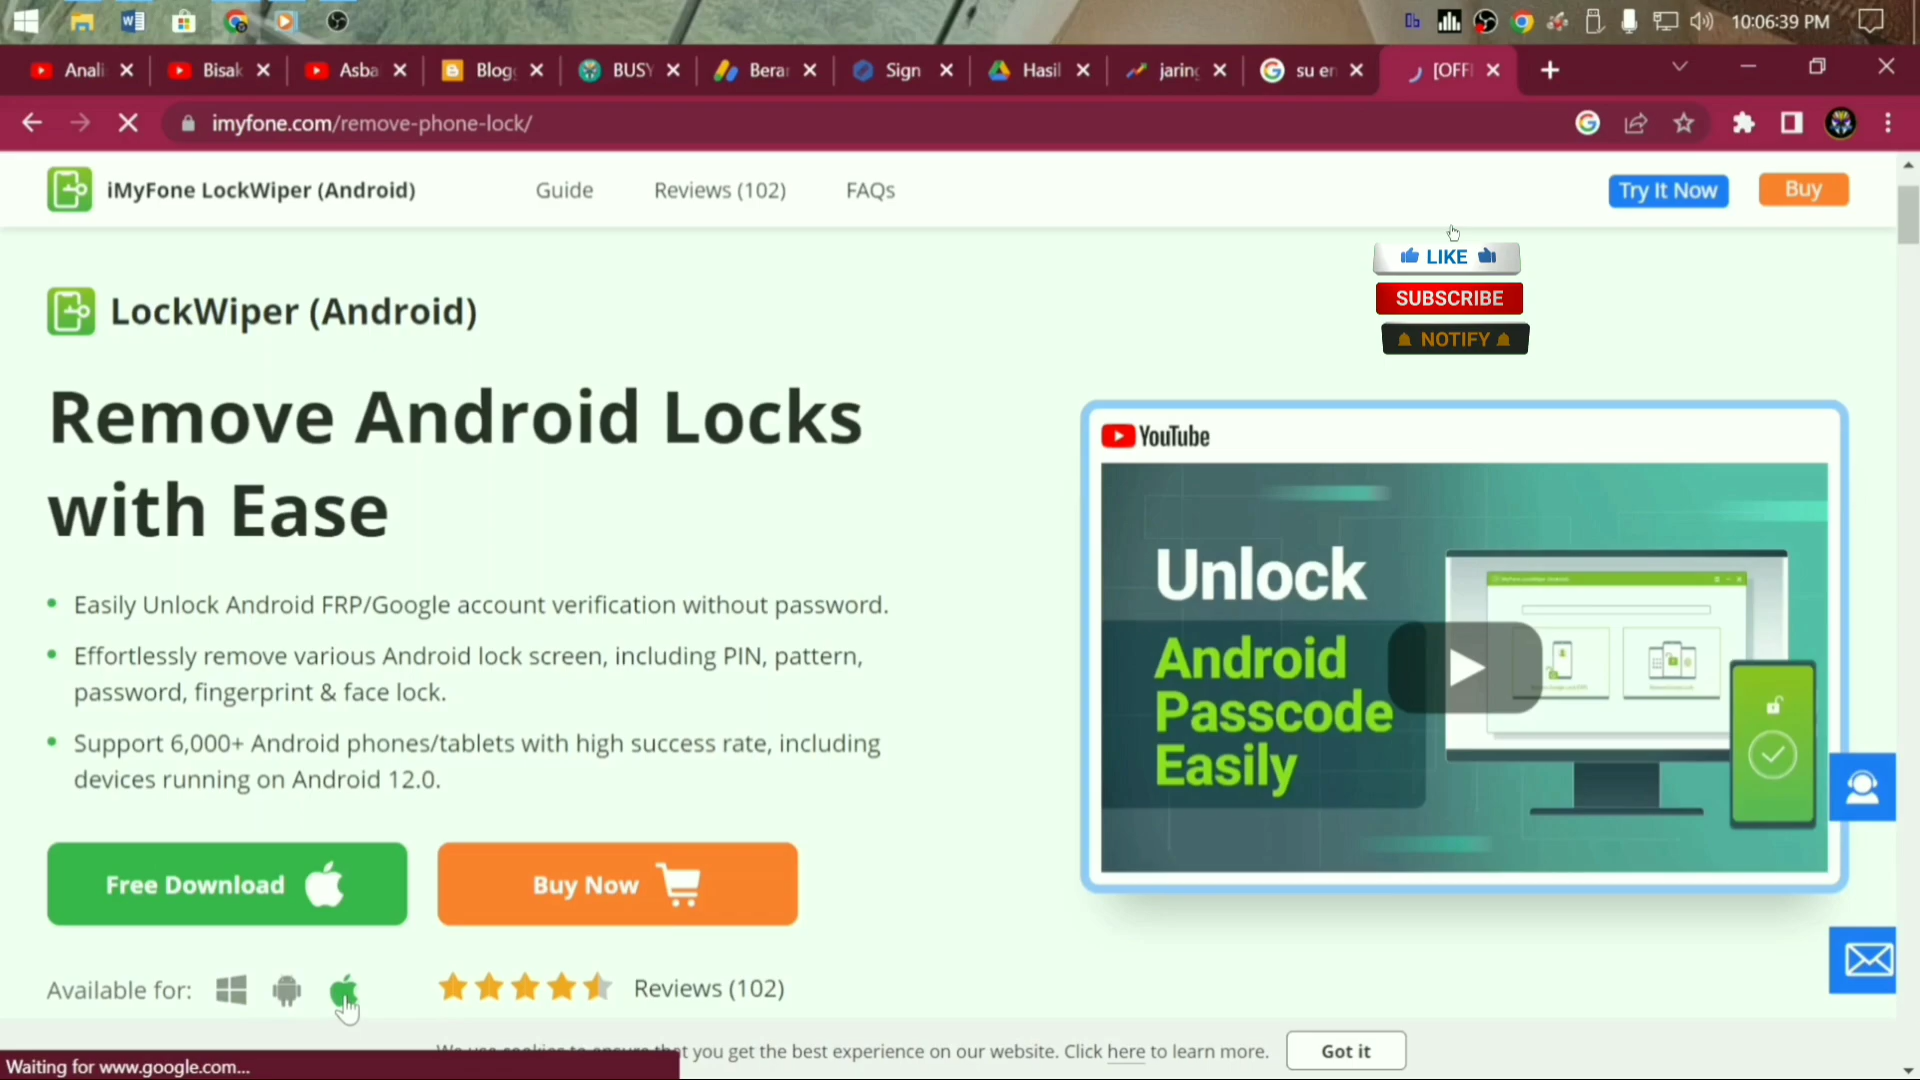 10:06:39 PM
Anali
Bisak
Asba
Blog
BUSY
Bera
Sign
Hasil
jaring
su en
[OFFI
imyfone.com/remove-phone-lock/
iMyFone LockWiper (Android)
Guide
Reviews (102)
FAQs
Try It Now
Buy
LIKE
SUBSCRIBE
NOTIFY
LockWiper (Android)
Remove Android Locks
with Ease
YouTube
Unlock
Android
Passcode
Easily
Easily Unlock Android FRP/Google account verification without password.
Effortlessly remove various Android lock screen, including PIN, pattern,
password, fingerprint & face lock.
Support 6,000+ Android phones/tablets with high success rate, including
devices running on Android 12.0.
Free Download
Buy Now
Available for:
Reviews (102)
you get the best experience on our website. Click here to learn more.
Got it
Waiting for www.google.com...